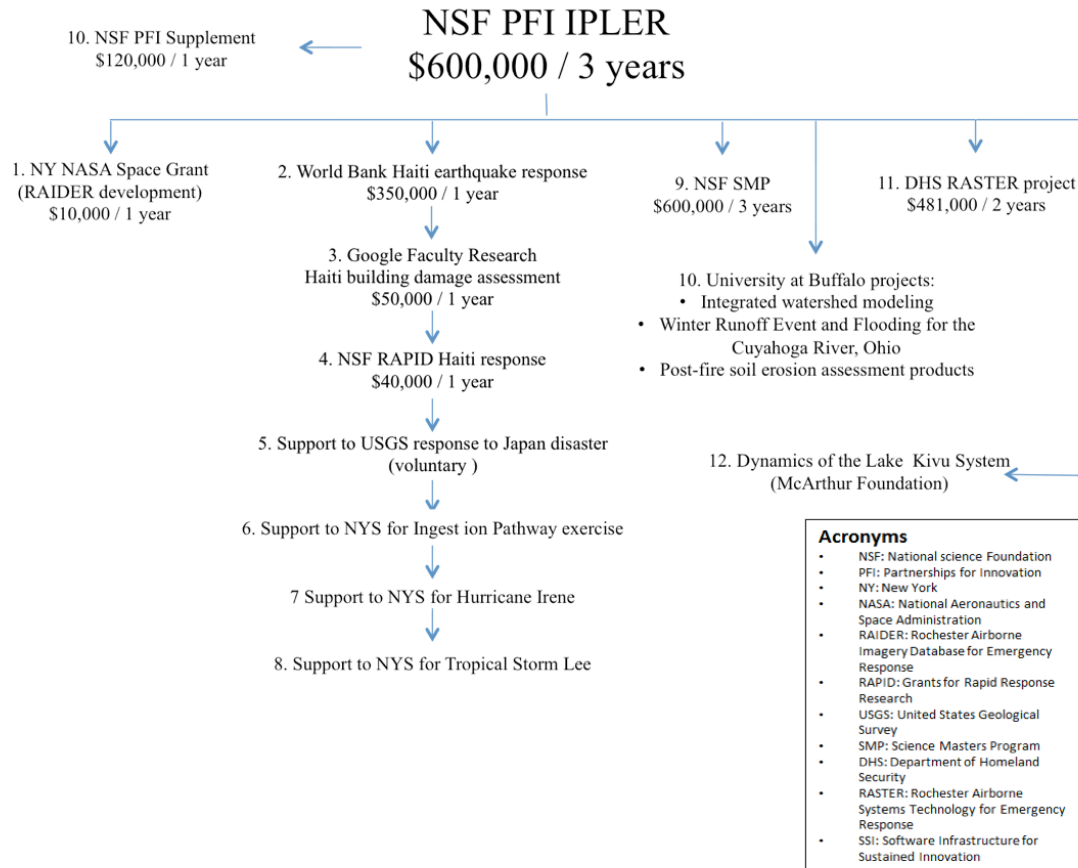 NSF PFI IPLER
$600,000 / 3 years
10. NSF PFI Supplement
$120,000 / 1 year
1. NY NASA Space Grant
(RAIDER development)
$10,000 / 1 year
2. World Bank Haiti earthquake response
$350,000 / 1 year
3. Google Faculty Research
Haiti building damage assessment
$50,000 / 1 year
4. NSF RAPID Haiti response
$40,000 / 1 year
5. Support to USGS response to Japan disaster
(voluntary )
6. Support to NYS for Ingest ion Pathway exercise
7 Support to NYS for Hurricane Irene
8. Support to NYS for Tropical Storm Lee
9. NSF SMP
$600,000 / 3 years
10. University at Buffalo projects:
• Integrated watershed modeling
• Winter Runoff Event and Flooding for the
Cuyahoga River, Ohio
• Post-fire soil erosion assessment products
11. DHS RASTER project
$481,000 / 2 years
12. Dynamics of the Lake Kivu System
(McArthur Foundation)
Acronyms
• NSF: National science Foundation
• PFI: Partnerships for Innovation
• NY: New York
• NASA: National Aeronautics and
Space Administration
• RAIDER: Rochester Airborne
Imagery Database for Emergency
Response
• RAPID: Grants for Rapid Response
Research
• USGS: United States Geological
Survey
• SMP: Science Masters Program
• DHS: Department of Homeland
Security
• RASTER: Rochester Airborne
Systems Technology for Emergency
Response
• SSI: Software Infrastructure for
Sustained Innovation